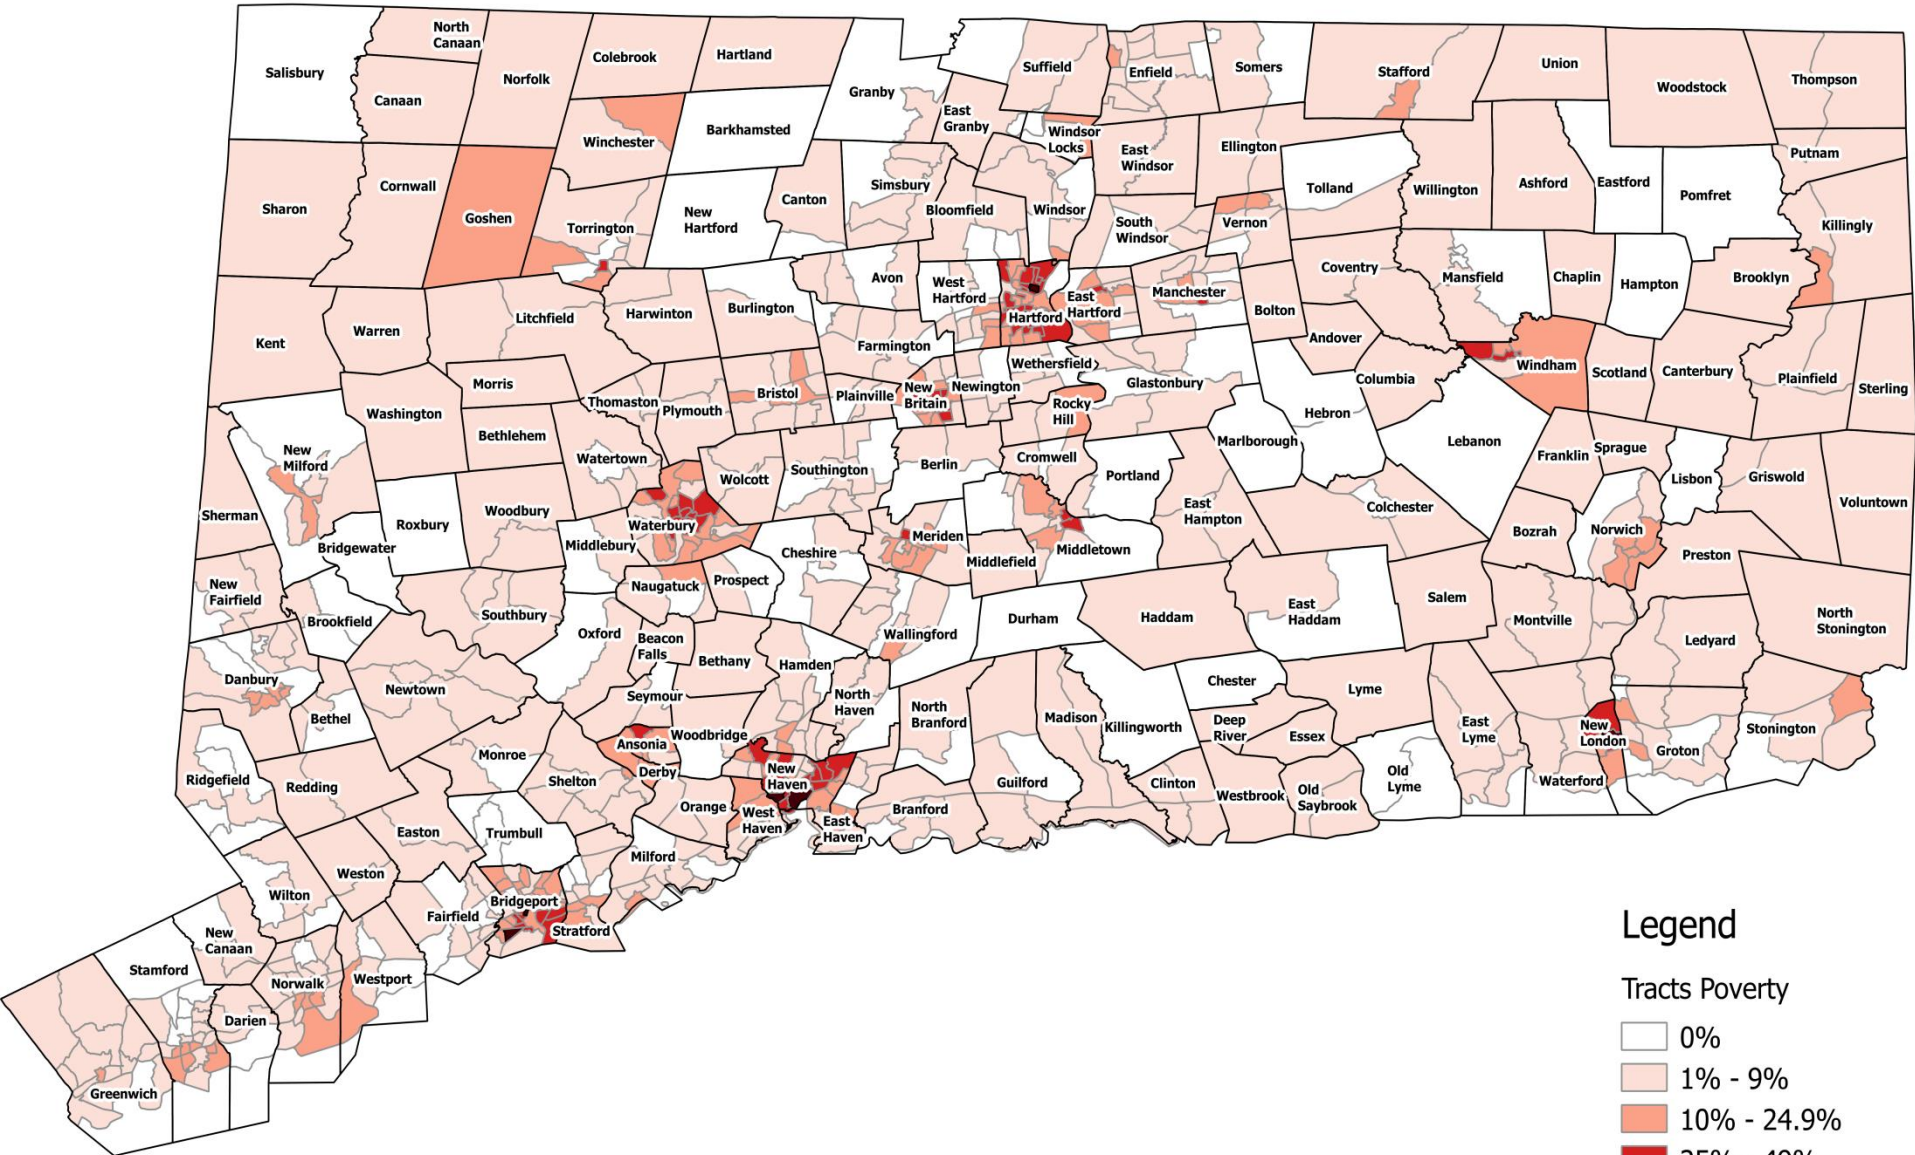 Salisbury
North
Canaan
Canaan
Norfolk
Colebrook
Hartland
Granby
Suffield
Enfield
Somers
Stafford
Union
Woodstock
Thompson
Winchester
Barkhamsted
East
Granby
Windsor
Locks
East
Windsor
Ellington
Tolland
Willington
Ashford
Eastford
Pomfret
Putnam
Sharon
Cornwall
Goshen
Torrington
New
Hartford
Canton
Simsbury
Bloomfield
Windsor
South
Windsor
Vernon
Killingly
Kent
Warren
Litchfield
Harwinton
Burlington
Avon
West
Hartford
Hartford
East
Hartford
Manchester
Bolton
Coventry
Andover
Mansfield
Chaplin
Hampton
Brooklyn
Farmington
Wethersfield
Glastonbury
Columbia
Windham
Scotland
Canterbury
Plainfield
Sterling
Morris
Washington
Bethlehem
Thomaston
Plymouth
Bristol
Plainville
New
Britain
Newington
Rocky
Hill
Marlborough
Hebron
Lebanon
Franklin
Sprague
Lisbon
Griswold
Voluntown
New
Milford
Watertown
Wolcott
Southington
Berlin
Cromwell
Portland
East
Hampton
Colchester
Bozrah
Norwich
Preston
Sherman
Roxbury
Woodbury
Waterbury
Middlebury
Bridgewater
Cheshire
Meriden
Middlefield
Middletown
New
Fairfield
Brookfield
Southbury
Naugatuck
Prospect
Oxford
Beacon
Falls
Bethany
Hamden
Wallingford
Durham
Haddam
East
Haddam
Salem
Montville
Ledyard
North
Stonington
Danbury
Bethel
Newtown
Seymour
Woodbridge
North
Haven
North
Branford
Madison
Killingworth
Chester
Deep
River
Essex
Lyme
East
Lyme
New
London
Groton
Stonington
Ridgefield
Redding
Monroe
Shelton
Ansonia
Derby
Orange
New
Haven
West
Haven
East
Haven
Branford
Guilford
Clinton
Westbrook
Old
Saybrook
Old
Lyme
Waterford
Easton
Trumbull
Milford
Weston
Wilton
Fairfield
Bridgeport
Stratford
New
Canaan
Stamford
Norwalk
Westport
Darien
Greenwich
Legend
Tracts Poverty
0%
1% - 9%
10% - 24.9%